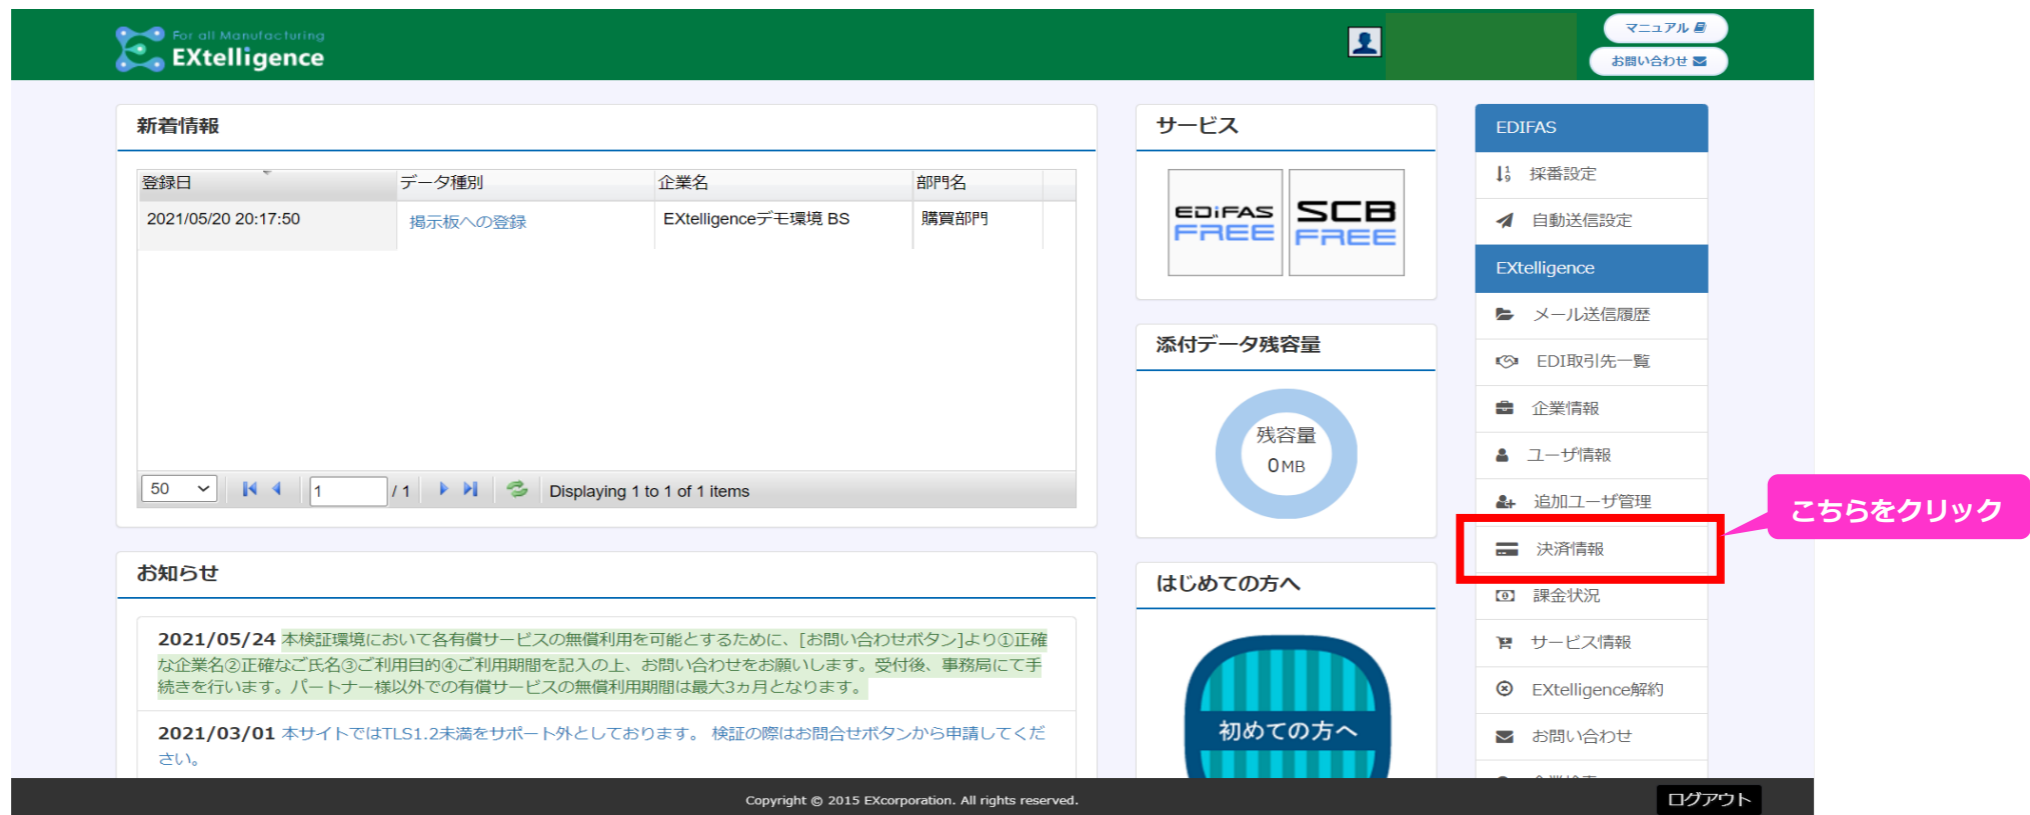 For all Manufacturing
EXtelligence
マニュアル
お問い合わせ
新着情報
登録日 データ種別 企業名 部門名
2021/05/20 20:17:50 掲示板への登録 EXtelligenceデモ環境 BS 購買部門
50 1 / 1 Displaying 1 to 1 of 1 items
お知らせ
2021/05/24 本検証環境において各有償サービスの無償利用を可能とするために、[お問い合わせボタン]より①正確
な企業名②正確なご氏名③ご利用目的④ご利用期間を記入の上、お問い合わせをお願いします。受付後、事務局にて手
続きを行います。パートナー様以外での有償サービスの無償利用期間は最大3ヵ月となります。
2021/03/01 本サイトではTLS1.2未満をサポート外としております。 検証の際はお問合せボタンから申請してくだ
さい。
サービス
EDiFAS
FREE
SCB
FREE
添付データ残容量
残容量
0MB
はじめての方へ
初めての方へ
EDIFAS
採番設定
自動送信設定
EXtelligence
メール送信履歴
EDI取引先一覧
企業情報
ユーザ情報
追加ユーザ管理
決済情報
こちらをクリック
課金状況
サービス情報
EXtelligence解約
お問い合わせ
Copyright © 2015 EXcorporation. All rights reserved.
ログアウト